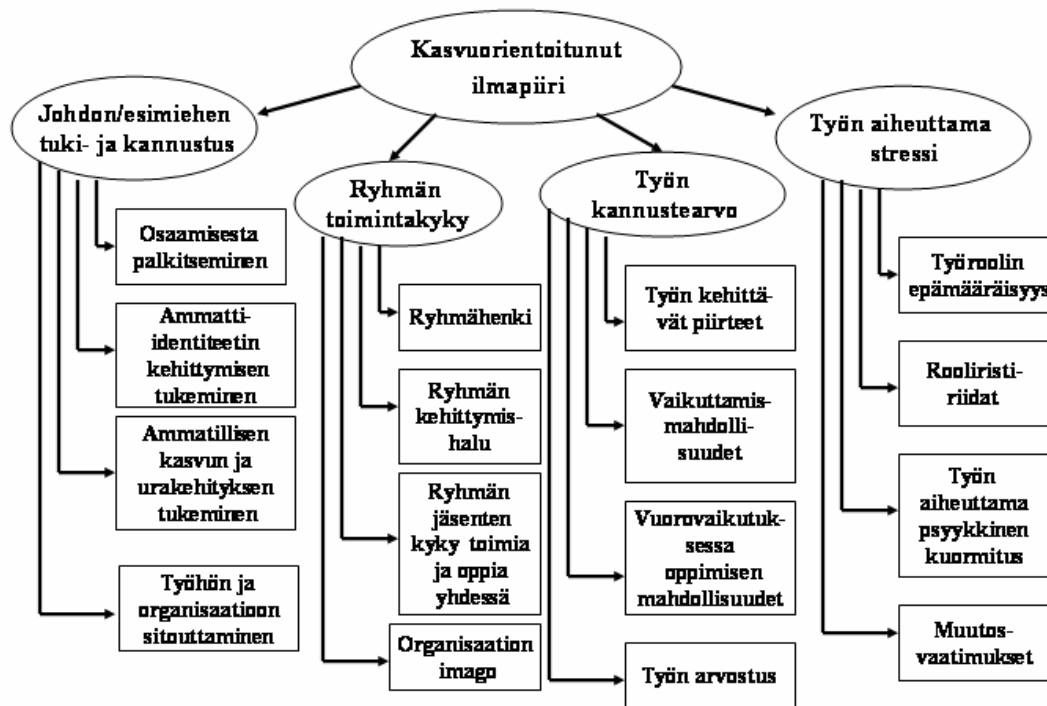 Kasvuorientoitunut
ilmapiiri
Johdon/esimiehen
tuki- ja kannustus
Osaamisesta
palkitseminen
Ammatti-
identiteetin
kehittymisen
tukeminen
Ammatillisen
kasvun ja
urakehityksen
tukeminen
Työhön ja
organisaatioon
sitouttaminen
Ryhmän
toimintakyky
Ryhmähenki
Ryhmän
kehittymis-
halu
Ryhmän
jäsenten
kyky toimia
ja oppia
yhdessä
Organisaation
imago
Työn
kannustearvo
Työn kehittä-
vät piirteet
Vaikuttamis-
mahdolli-
suudet
Vuorovaikutuk-
sessa
oppimisen
mahdollisuudet
Työn arvostus
Työn aiheuttama
stressi
Työroolin
epämääräisyys
Rooliristi-
riidat
Työn
aiheuttama
psyykkinen
kuormitus
Muutos-
vaatimukset